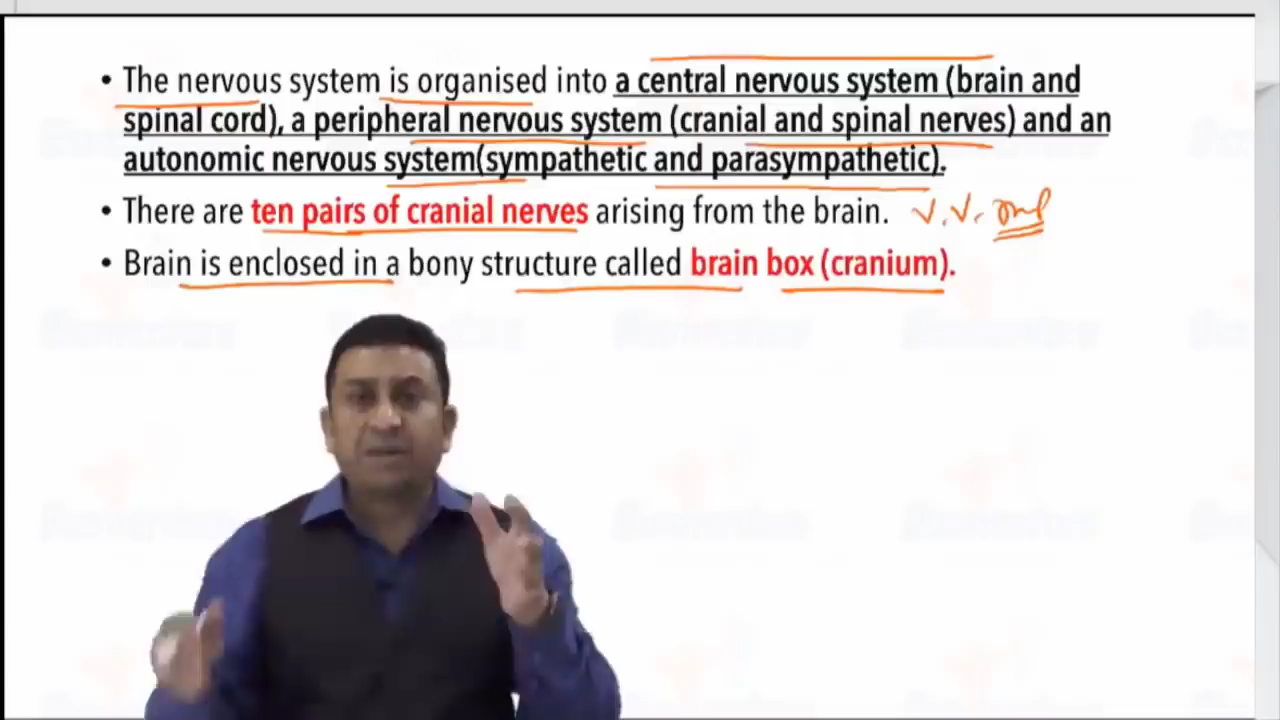 • The nervous system is organised into a central nervous system (brain and
spinal cord), a peripheral nervous system (cranial and spinal nerves) and an
autonomic nervous system(sympathetic and parasympathetic).
• There are ten pairs of cranial nerves arising from the brain. V.V. Imp
• Brain is enclosed in a bony structure called brain box (cranium).